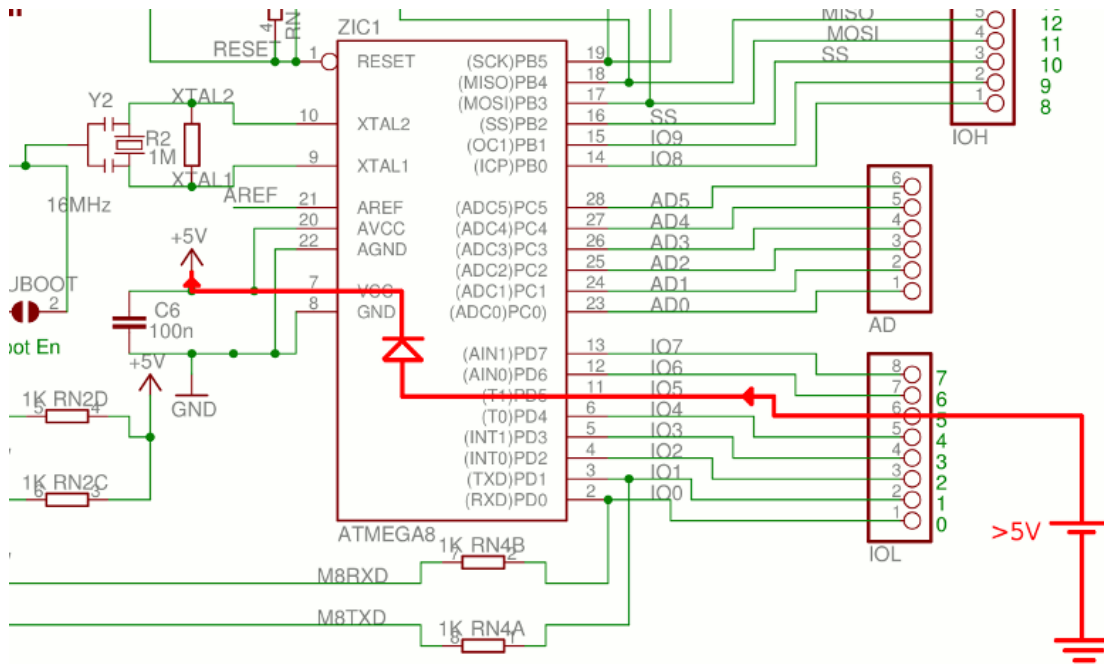 MISO
5
12
ZIC1
4
RN
MOSI
4
11
RESET
1
RESET
(SCK)PB5
19
SS
3
10
(MISO)PB4
18
2
9
Y2
XTAL2
(MOSI)PB3
17
1
8
10
XTAL2
(SS)PB2
16
SS
IOH
R2
1M
(OC1)PB1
15
IO9
9
XTAL1
(ICP)PB0
14
IO8
XTAL1
6
16MHz
AREF
21
AREF
(ADC5)PC5
28
AD5
5
20
AVCC
(ADC4)PC4
27
AD4
4
+5V
22
AGND
(ADC3)PC3
26
AD3
3
(ADC2)PC2
25
AD2
2
UBOOT
7
VCC
(ADC1)PC1
24
AD1
1
2
C6
100n
8
GND
(ADC0)PC0)
23
AD0
AD
oot En
+5V
(AIN1)PD7
13
IO7
8
7
(AIN0)PD6
12
IO6
7
6
1K RN2D
5
4
GND
(T1)PD5
11
IO5
6
5
(T0)PD4
6
IO4
5
4
(INT1)PD3
5
IO3
4
3
(INT0)PD2
4
IO2
3
2
1K RN2C
6
3
(TXD)PD1
3
IO1
2
1
(RXD)PD0
2
IO0
1
0
ATMEGA8
>5V
1K RN4B
7
2
IOL
M8RXD
M8TXD
1K RN4A
8
1